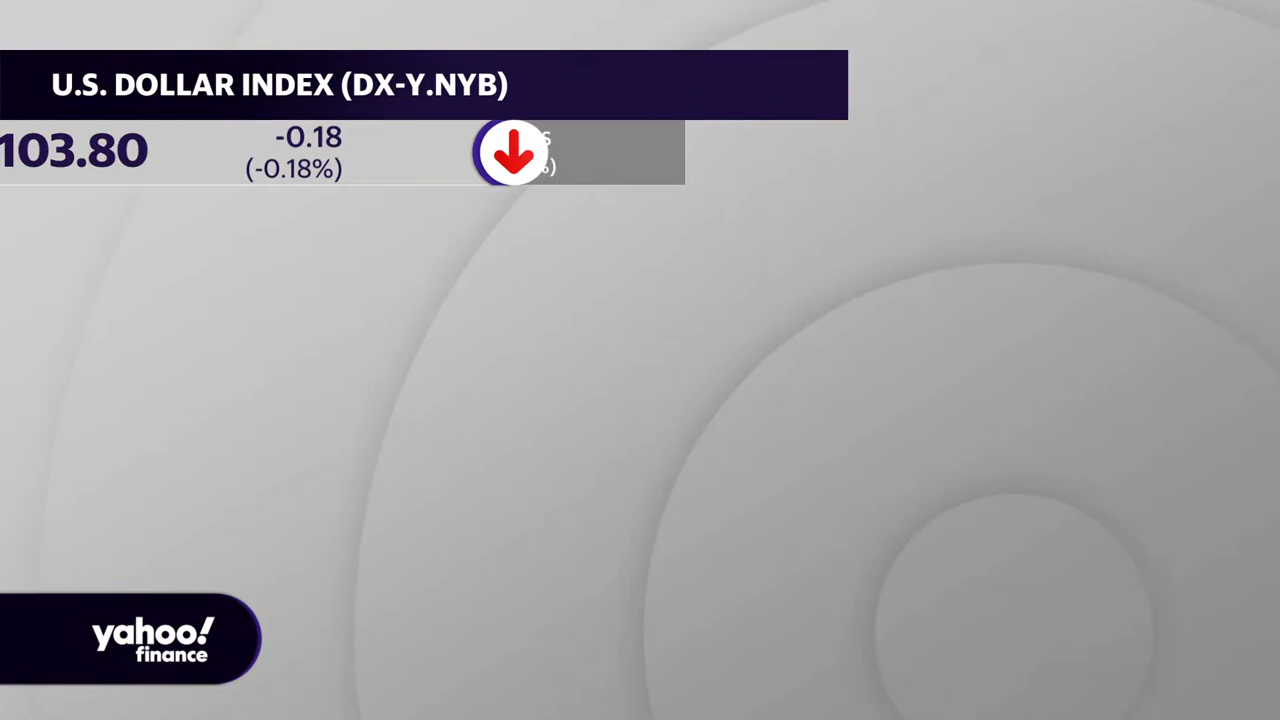 U.S. DOLLAR INDEX (DX-Y.NYB)
103.80
-0.18
(-0.18%)
yahoo!
finance